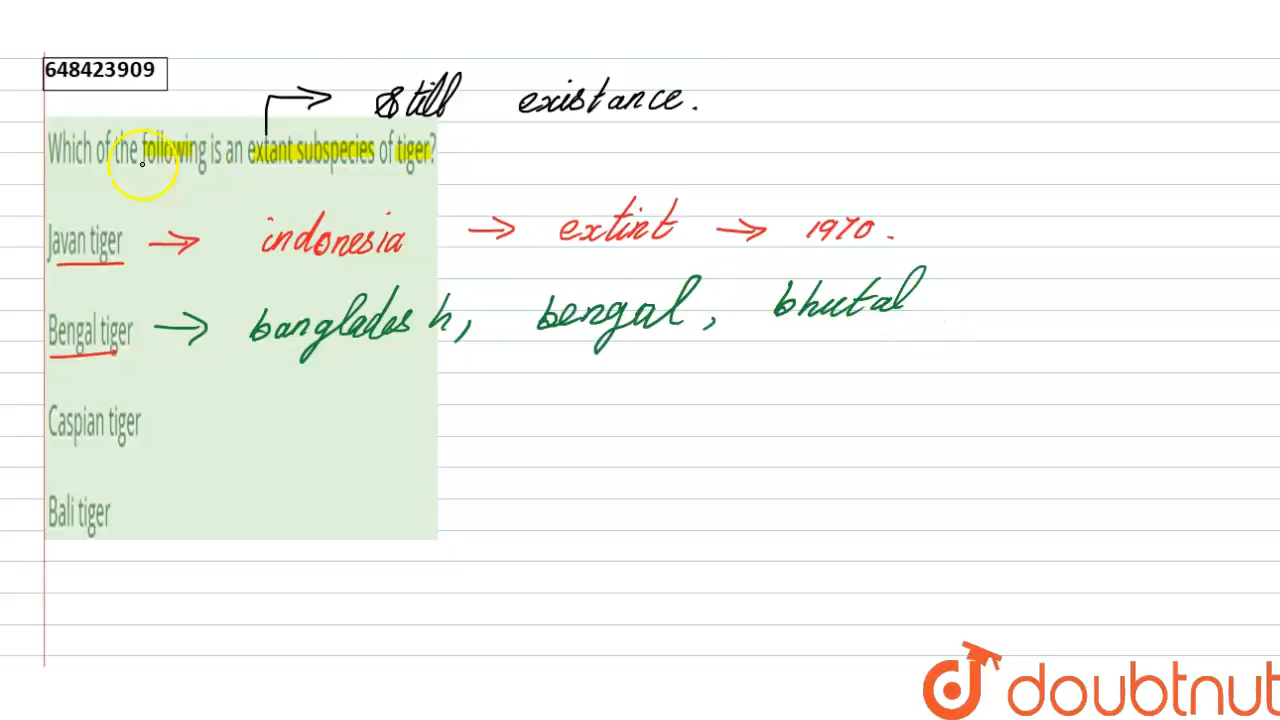 648423909
still existance.
Which of the following is an extant subspecies of tiger?
Javan tiger → indonesia → extint → 1970.
Bengal tiger → bangladesh, bengal, bhutal
Caspian tiger
Bali tiger
doubtnut